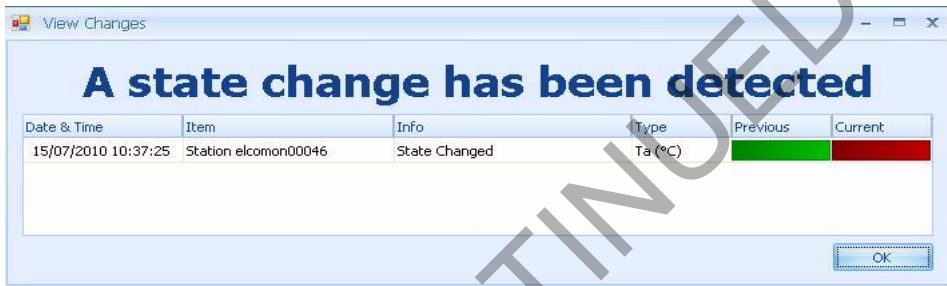 View Changes
A state change has been detected
Date & Time Item Info Type Previous Current
15/07/2010 10:37:25 Station elcomon00046 State Changed Ta (°C)
OK
TINUED